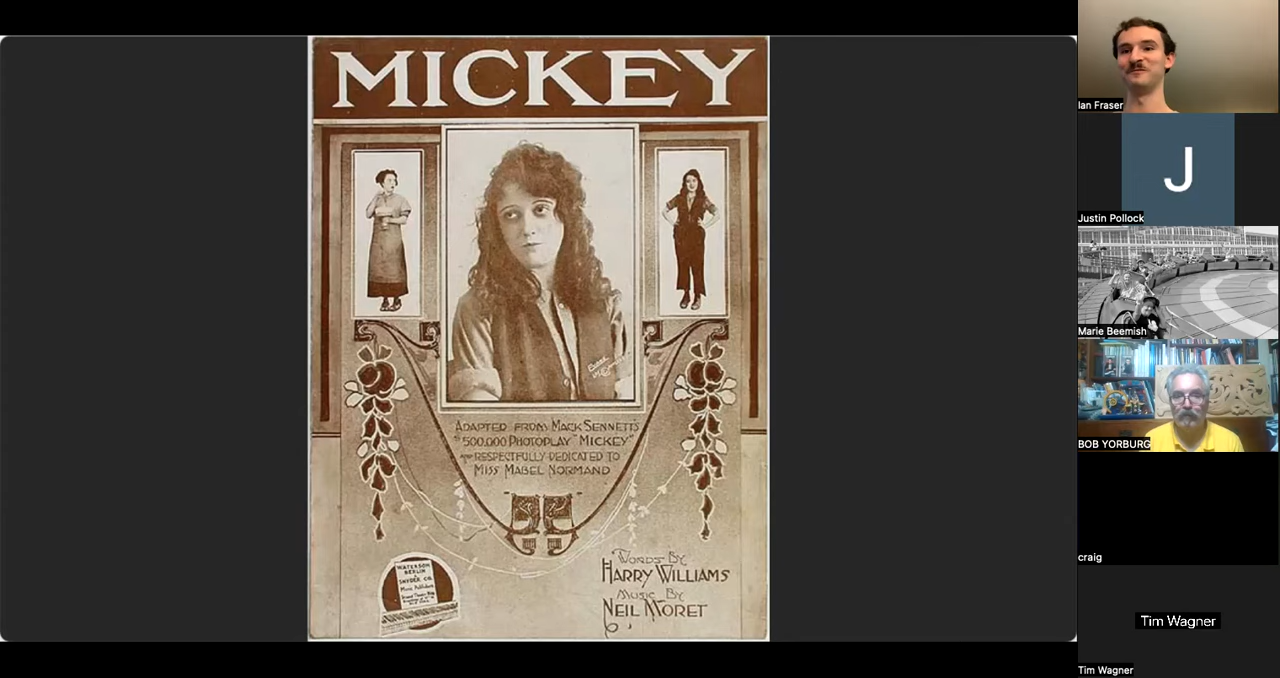 MICKEY
ADAPTED FROM MACK SENNETT'S
500,000 PHOTOPLAY "MICKEY"
AND RESPECTFULLY DEDICATED TO
MISS MABEL NORMAND
WATERSON
BERLIN
&
SNYDER CO.
Music Publishers
WORDS BY
HARRY WILLIAMS
MUSIC BY
NEIL MORET
Ian Fraser
J
Justin Pollock
Marie Beemish
BOB YORBURG
craig
Tim Wagner
Tim Wagner